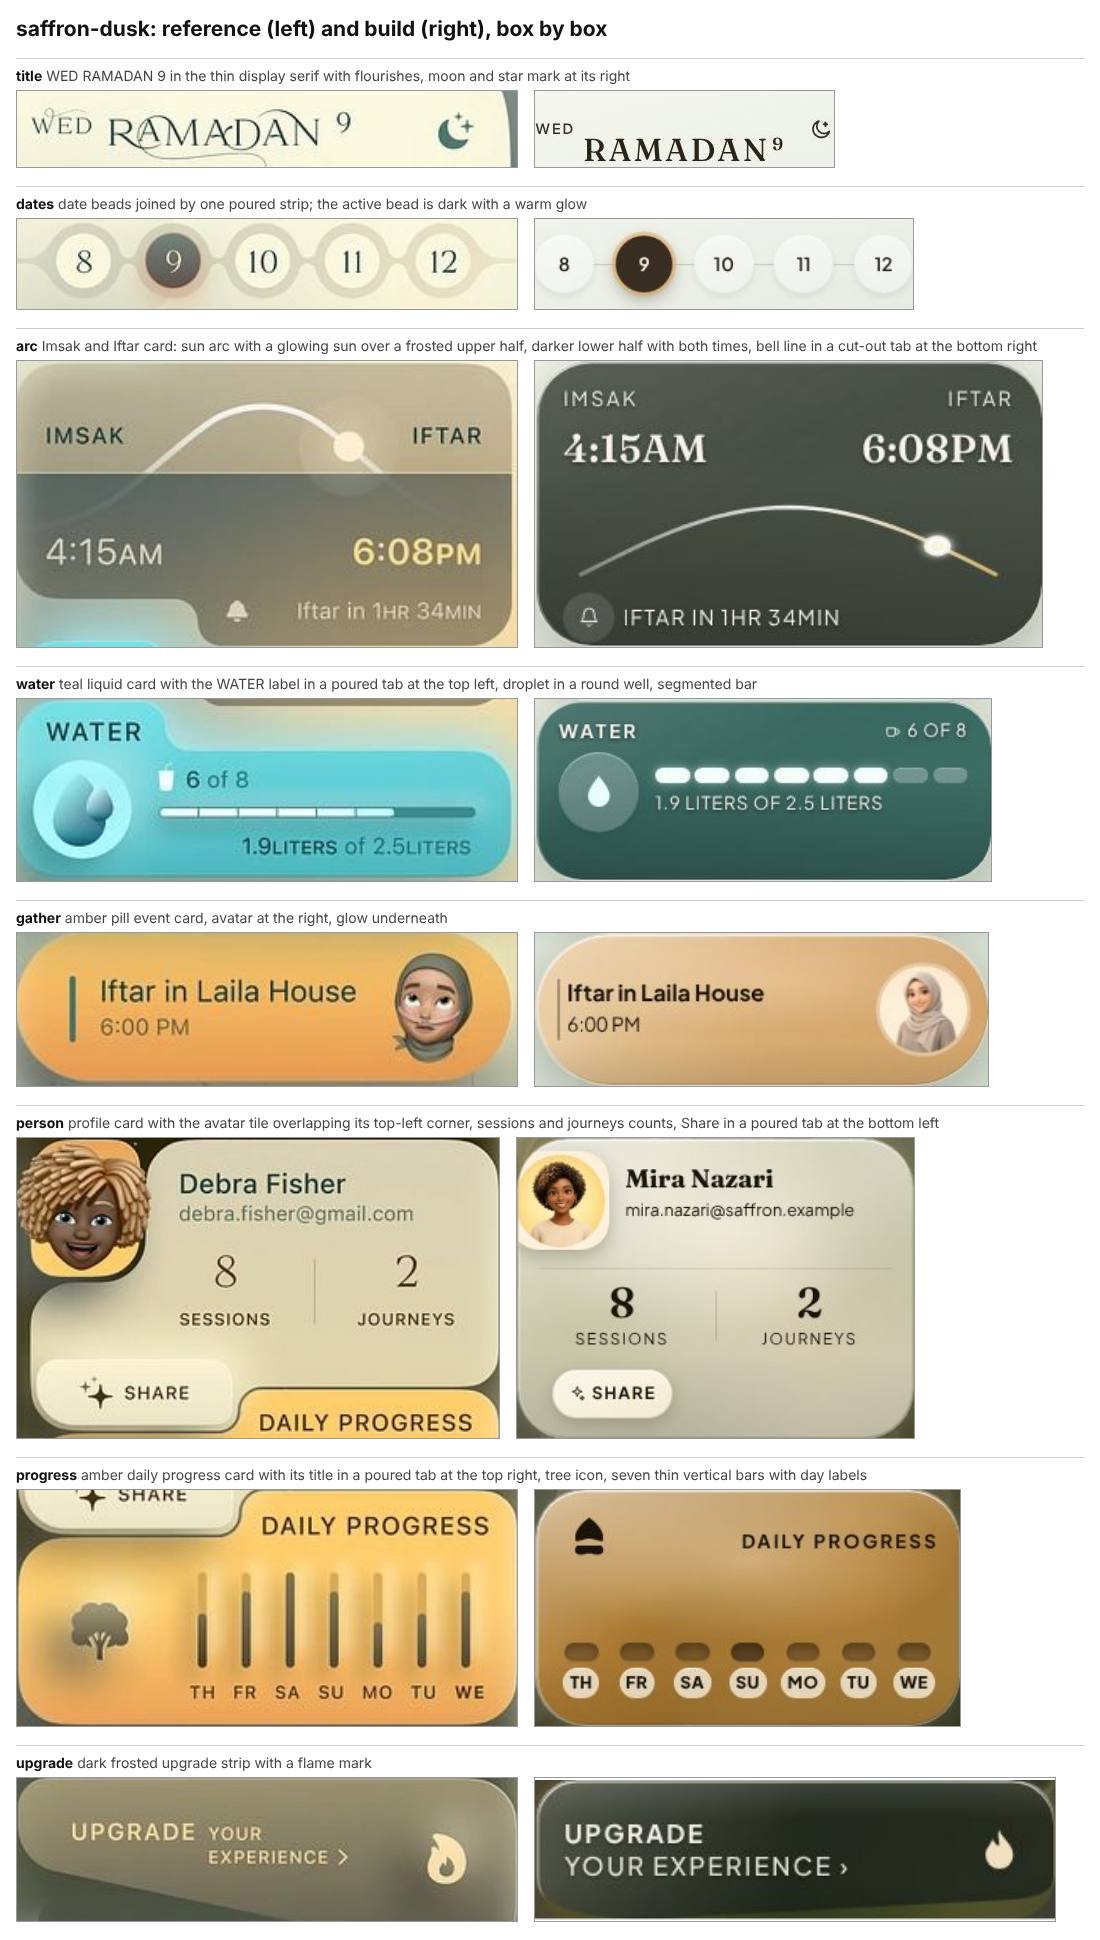 saffron-dusk: reference (left) and build (right), box by box
title WED RAMADAN 9 in the thin display serif with flourishes, moon and star mark at its right
WED RAMADAN 9
WED RAMADAN 9
dates date beads joined by one poured strip; the active bead is dark with a warm glow
8 9 10 11 12
8 9 10 11 12
arc Imsak and Iftar card: sun arc with a glowing sun over a frosted upper half, darker lower half with both times, bell line in a cut-out tab at the bottom right
IMSAK IFTAR
4:15AM 6:08PM
Iftar in 1HR 34MIN
IMSAK IFTAR
4:15AM 6:08PM
IFTAR IN 1HR 34MIN
water teal liquid card with the WATER label in a poured tab at the top left, droplet in a round well, segmented bar
WATER
6 of 8
1.9LITERS of 2.5LITERS
WATER 6 OF 8
1.9 LITERS OF 2.5 LITERS
gather amber pill event card, avatar at the right, glow underneath
Iftar in Laila House
6:00 PM
Iftar in Laila House
6:00 PM
person profile card with the avatar tile overlapping its top-left corner, sessions and journeys counts, Share in a poured tab at the bottom left
Debra Fisher
debra.fisher@gmail.com
8 2
SESSIONS JOURNEYS
SHARE
DAILY PROGRESS
Mira Nazari
mira.nazari@saffron.example
8 2
SESSIONS JOURNEYS
SHARE
progress amber daily progress card with its title in a poured tab at the top right, tree icon, seven thin vertical bars with day labels
SHARE
DAILY PROGRESS
TH FR SA SU MO TU WE
DAILY PROGRESS
TH FR SA SU MO TU WE
upgrade dark frosted upgrade strip with a flame mark
UPGRADE YOUR
EXPERIENCE >
UPGRADE
YOUR EXPERIENCE ›